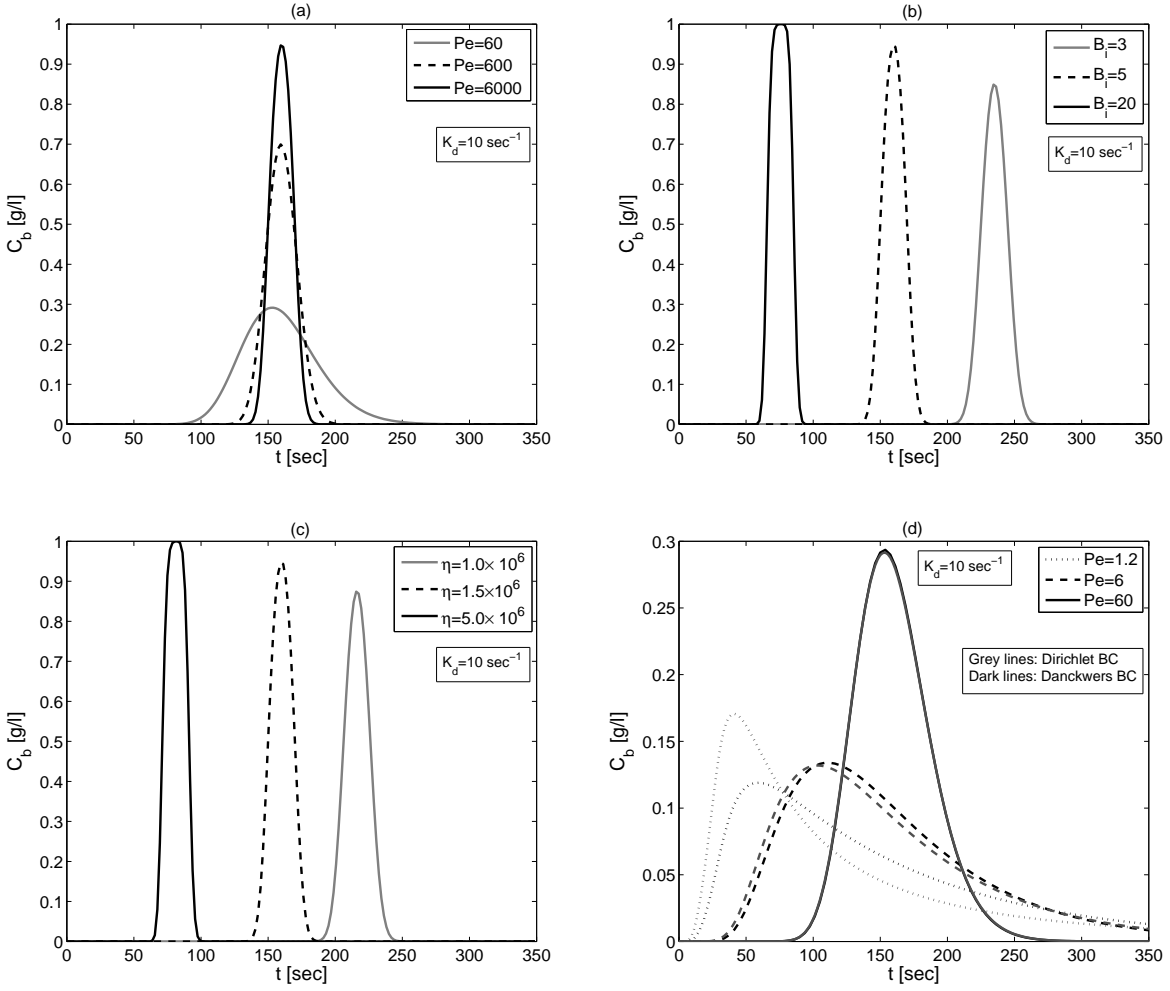 (a)
1
0.9
0.8
0.7
0.6
0.5
0.4
0.3
0.2
0.1
0
C_b [g/l]
0 50 100 150 200 250 300 350
t [sec]
Pe=60
Pe=600
Pe=6000
K_d=10 sec⁻¹
(b)
1
0.9
0.8
0.7
0.6
0.5
0.4
0.3
0.2
0.1
0
C_b [g/l]
0 50 100 150 200 250 300 350
t [sec]
B_i=3
B_i=5
B_i=20
K_d=10 sec⁻¹
(c)
1
0.9
0.8
0.7
0.6
0.5
0.4
0.3
0.2
0.1
0
C_b [g/l]
0 50 100 150 200 250 300 350
t [sec]
η=1.0× 10⁶
η=1.5×10⁶
η=5.0× 10⁶
K_d=10 sec⁻¹
(d)
0.3
0.25
0.2
0.15
0.1
0.05
0
C_b [g/l]
0 50 100 150 200 250 300 350
t [sec]
K_d=10 sec⁻¹
Pe=1.2
Pe=6
Pe=60
Grey lines: Dirichlet BC
Dark lines: Danckwers BC